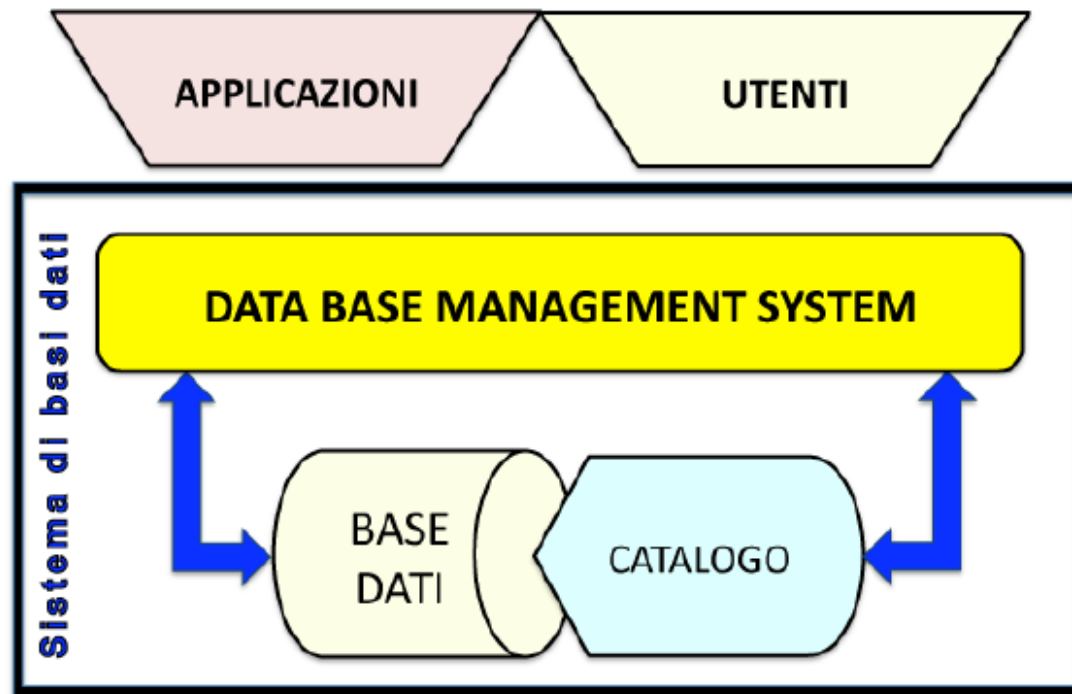 APPLICAZIONI
UTENTI
Sistema di basi dati
DATA BASE MANAGEMENT SYSTEM
BASE
DATI
CATALOGO